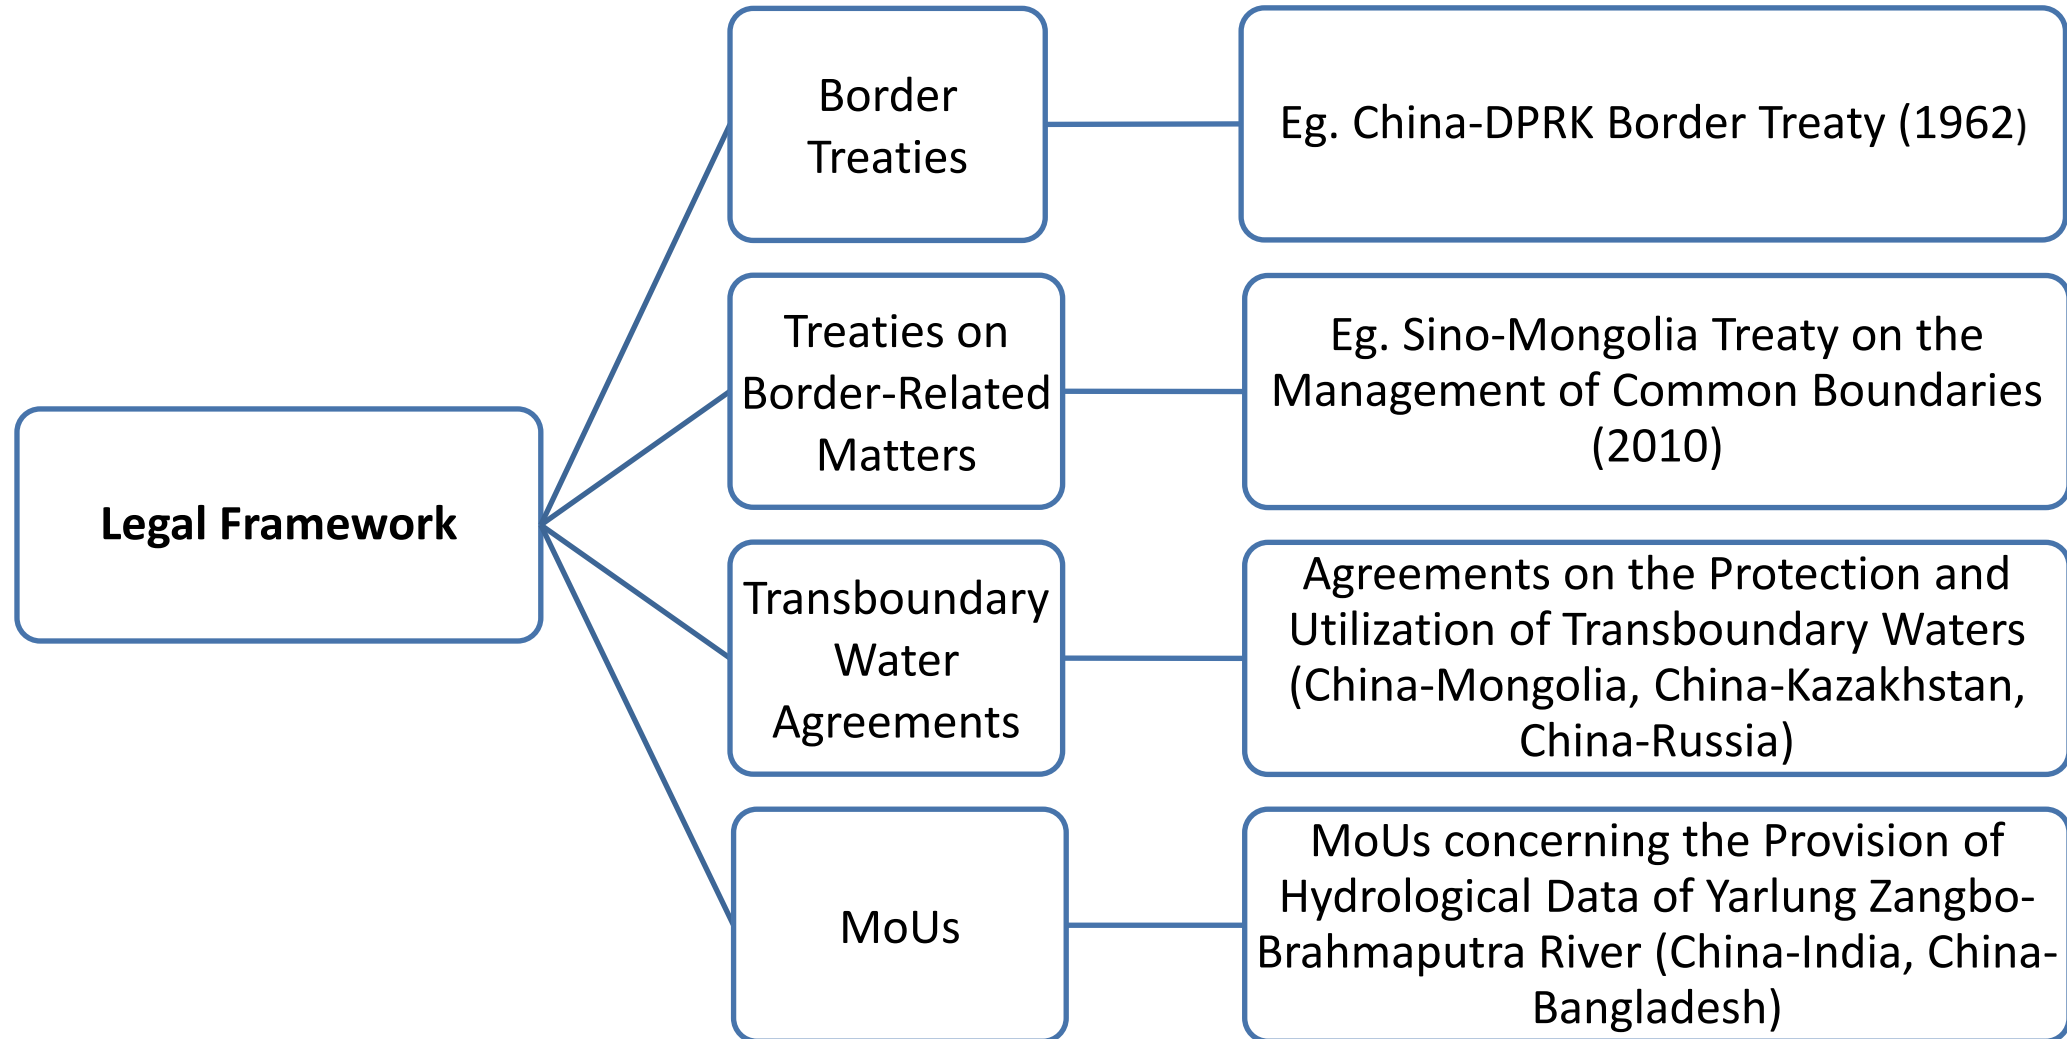 Border
Treaties
Eg. China-DPRK Border Treaty (1962)
Treaties on
Border-Related
Matters
Eg. Sino-Mongolia Treaty on the
Management of Common Boundaries
(2010)
Legal Framework
Transboundary
Water
Agreements
Agreements on the Protection and
Utilization of Transboundary Waters
(China-Mongolia, China-Kazakhstan,
China-Russia)
MoUs
MoUs concerning the Provision of
Hydrological Data of Yarlung Zangbo-
Brahmaputra River (China-India, China-
Bangladesh)